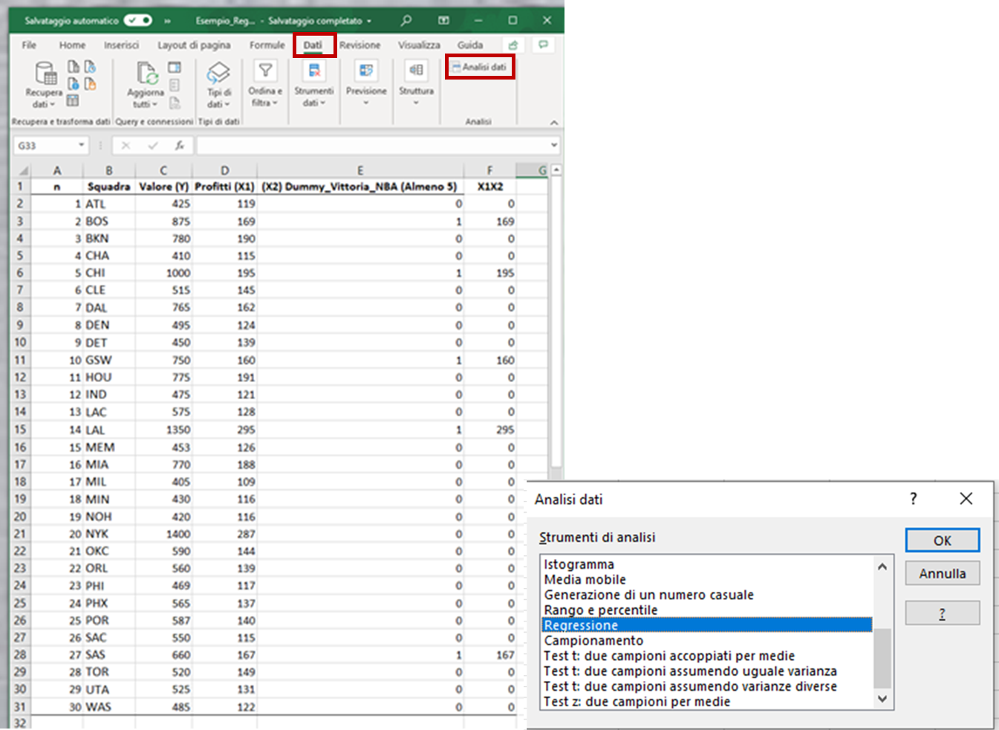 Salvataggio automatico » Esempio_Reg... - Salvataggio completato
File Home Inserisci Layout di pagina Formule Dati Revisione Visualizza Guida
Recupera dati Aggiorna tutti Tipi di dati Ordina e filtra Strumenti dati Previsione Struttura Analisi dati
Recupera e trasforma dati Query e connessioni Tipi di dati Analisi
G33 fx
A B C D E F G
1 n Squadra Valore (Y) Profitti (X1) (X2) Dummy_Vittoria_NBA (Almeno 5) X1X2
2 1 ATL 425 119 0 0
3 2 BOS 875 169 1 169
4 3 BKN 780 190 0 0
5 4 CHA 410 115 0 0
6 5 CHI 1000 195 1 195
7 6 CLE 515 145 0 0
8 7 DAL 765 162 0 0
9 8 DEN 495 124 0 0
10 9 DET 450 139 0 0
11 10 GSW 750 160 1 160
12 11 HOU 775 191 0 0
13 12 IND 475 121 0 0
14 13 LAC 575 128 0 0
15 14 LAL 1350 295 1 295
16 15 MEM 453 126 0 0
17 16 MIA 770 188 0 0
18 17 MIL 405 109 0 0
19 18 MIN 430 116 0 0
20 19 NOH 420 116 0 0
21 20 NYK 1400 287 0 0
22 21 OKC 590 144 0 0
23 22 ORL 560 139 0 0
24 23 PHI 469 117 0 0
25 24 PHX 565 137 0 0
26 25 POR 587 140 0 0
27 26 SAC 550 115 0 0
28 27 SAS 660 167 1 167
29 28 TOR 520 149 0 0
30 29 UTA 525 131 0 0
31 30 WAS 485 122 0 0
32
Analisi dati ?
Strumenti di analisi
Istogramma
Media mobile
Generazione di un numero casuale
Rango e percentile
Regressione
Campionamento
Test t: due campioni accoppiati per medie
Test t: due campioni assumendo uguale varianza
Test t: due campioni assumendo varianze diverse
Test z: due campioni per medie
OK
Annulla
?